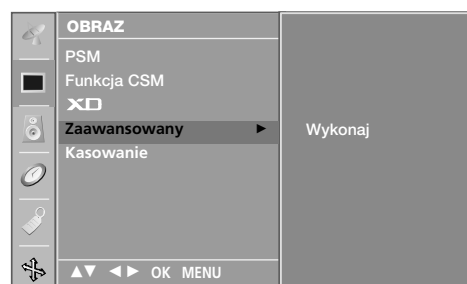 OBRAZ
PSM
Funkcja CSM
XD
Zaawansowany ►
Wykonaj
Kasowanie
▲▼ ◄► OK MENU